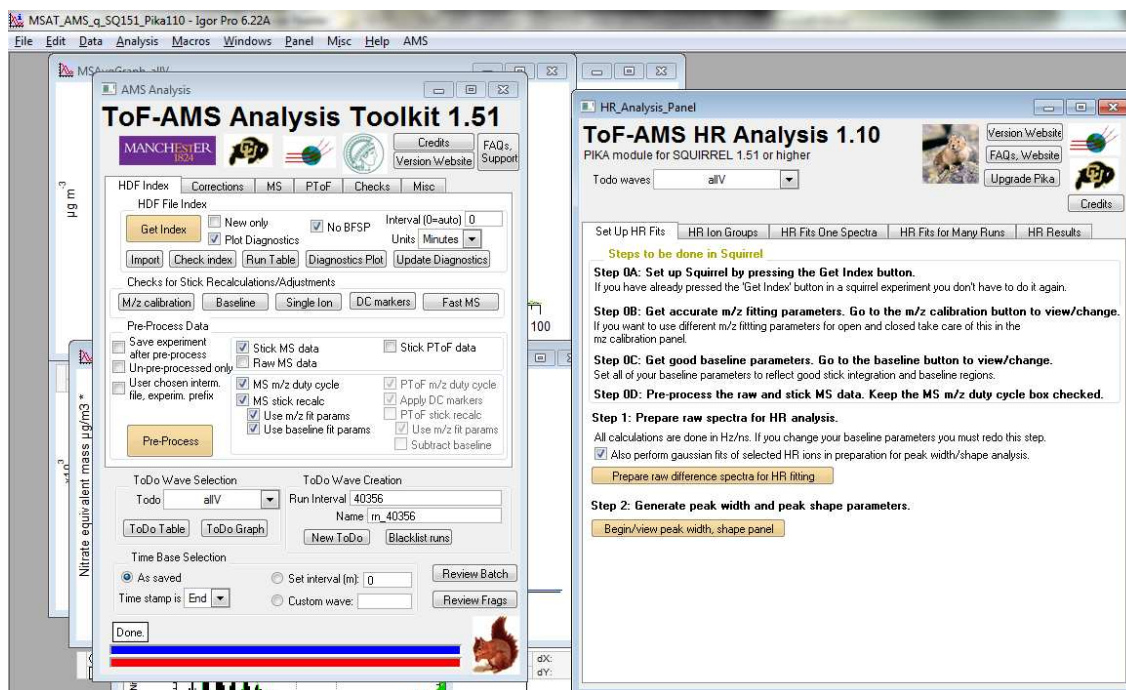 MSAT_AMS_q_SQ151_Pika110 - Igor Pro 6.22A
File Edit Data Analysis Macros Windows Panel Misc Help AMS
AMS Analysis
ToF-AMS Analysis Toolkit 1.51
MANCHESTER
1824
Credits
Version Website
FAQs,
Support
HDF Index Corrections MS PToF Checks Misc
HDF File Index
Get Index
New only
Plot Diagnostics
No BFSP
Interval (0=auto) 0
Units Minutes
Import Check index Run Table Diagnostics Plot Update Diagnostics
Checks for Stick Recalculations/Adjustments
M/z calibration Baseline Single Ion DC markers Fast MS
Pre-Process Data
Save experiment
after pre-process
Un-pre-processed only
User chosen interm.
file, experim. prefix
Pre-Process
Stick MS data
Raw MS data
Stick PToF data
MS m/z duty cycle
MS stick recalc
Use m/z fit params
Use baseline fit params
PToF m/z duty cycle
Apply DC markers
PToF stick recalc
Use m/z fit params
Subtract baseline
ToDo Wave Selection
Todo allV
ToDo Table ToDo Graph
ToDo Wave Creation
Run Interval 40356
Name rn_40356
New ToDo Blacklist runs
Time Base Selection
As saved
Time stamp is End
Set interval (m): 0
Custom wave:
Review Batch
Review Frags
Done.
µg m-3
Nitrate equivalent mass µg/m3 *
100
dX:
dY:
HR_Analysis_Panel
ToF-AMS HR Analysis 1.10
PIKA module for SQUIRREL 1.51 or higher
Todo waves allV
Version Website
FAQs, Website
Upgrade Pika
Credits
Set Up HR Fits HR Ion Groups HR Fits One Spectra HR Fits for Many Runs HR Results
Steps to be done in Squirrel
Step 0A: Set up Squirrel by pressing the Get Index button.
If you have already pressed the 'Get Index' button in a squirrel experiment you don't have to do it again.
Step 0B: Get accurate m/z fitting parameters. Go to the m/z calibration button to view/change.
If you want to use different m/z fittting parameters for open and closed take care of this in the
mz calibration panel.
Step 0C: Get good baseline parameters. Go to the baseline button to view/change.
Set all of your baseline parameters to reflect good stick integration and baseline regions.
Step 0D: Pre-process the raw and stick MS data. Keep the MS m/z duty cycle box checked.
Step 1: Prepare raw spectra for HR analysis.
All calculations are done in Hz/ns. If you change your baseline parameters you must redo this step.
Also perform gaussian fits of selected HR ions in preparation for peak width/shape analysis.
Prepare raw difference spectra for HR fitting
Step 2: Generate peak width and peak shape parameters.
Begin/view peak width, shape panel